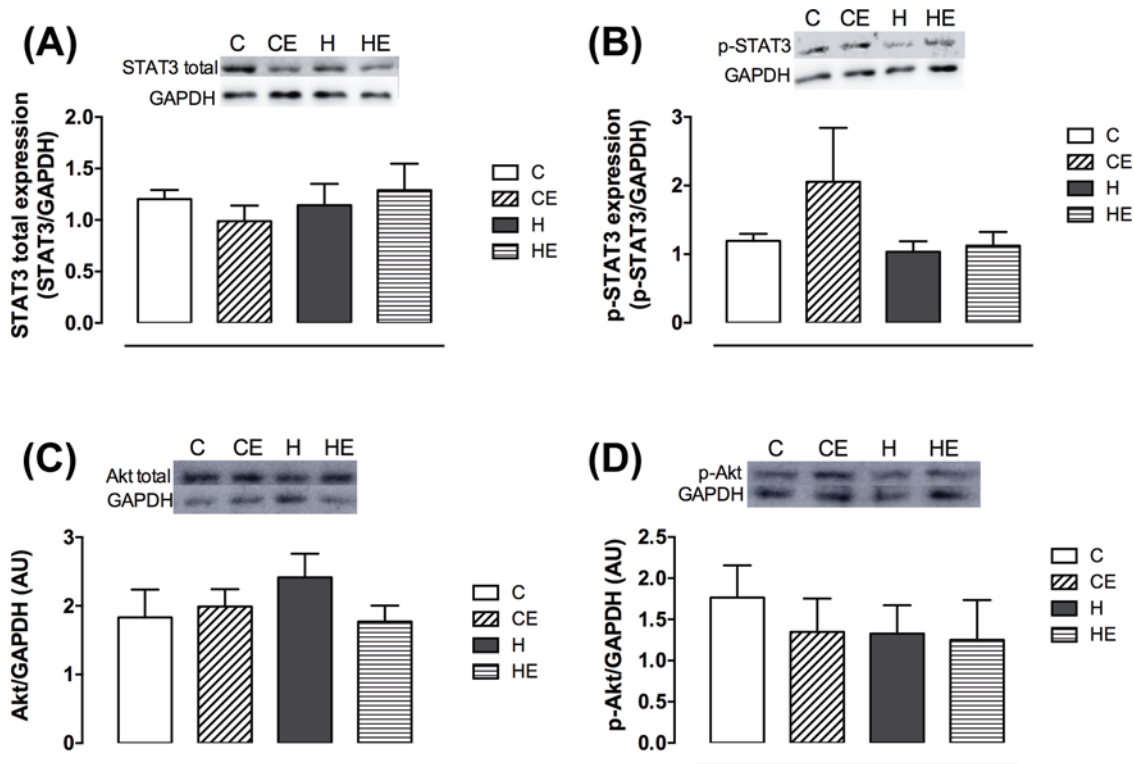 (A)
C CE H HE
STAT3 total
GAPDH
STAT3 total expression
(STAT3/GAPDH)
1.5
1.0
0.5
0.0
C
CE
H
HE
(B)
C CE H HE
p-STAT3
GAPDH
p-STAT3 expression
(p-STAT3/GAPDH)
3
2
1
0
C
CE
H
HE
(C)
C CE H HE
Akt total
GAPDH
Akt/GAPDH (AU)
3
2
1
0
C
CE
H
HE
(D)
C CE H HE
p-Akt
GAPDH
p-Akt/GAPDH (AU)
2.5
2.0
1.5
1.0
0.5
0.0
C
CE
H
HE